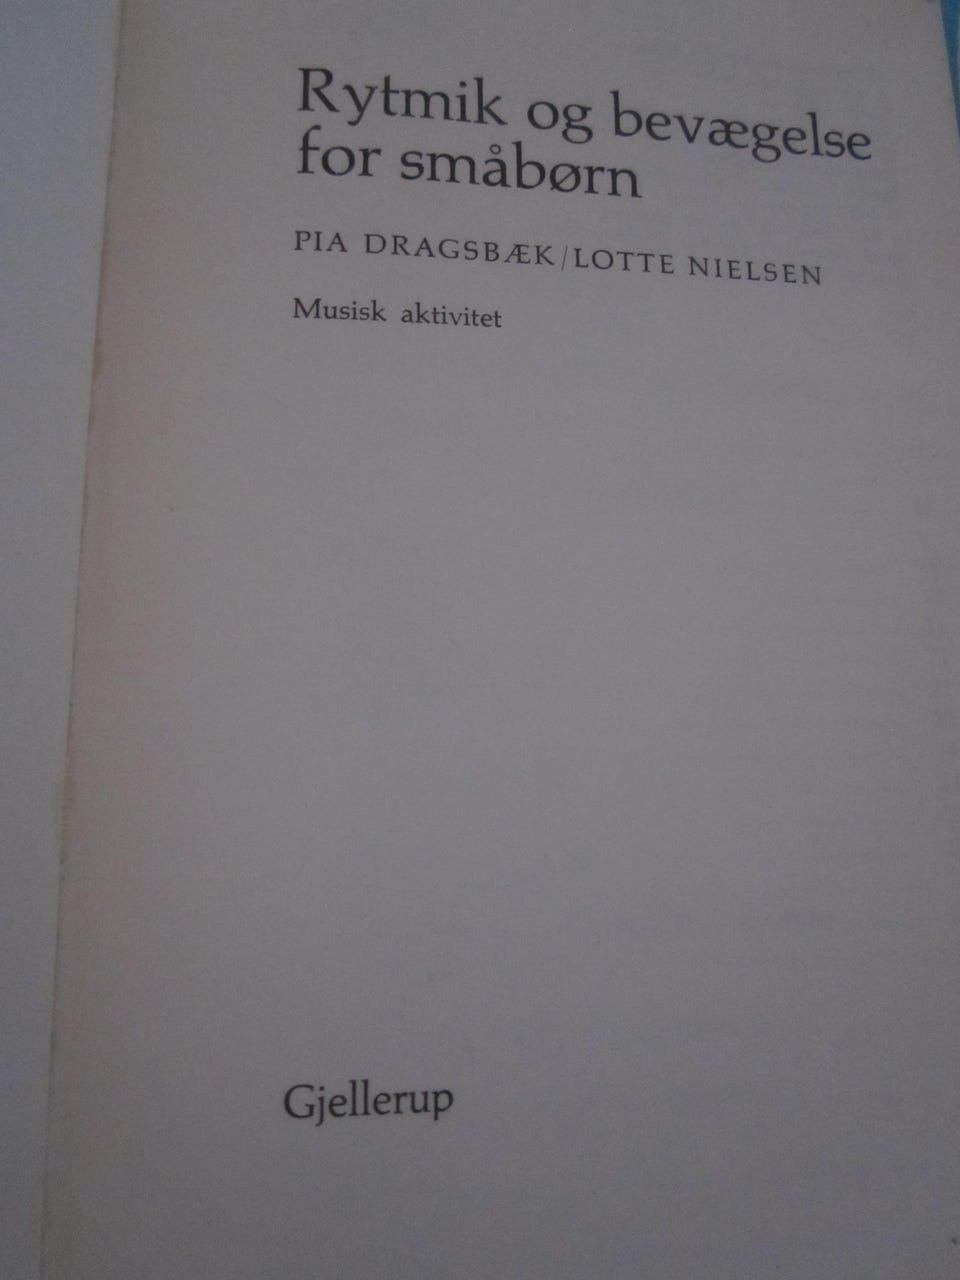 Rytmik og bevægelse
for småbørn
PIA DRAGSBÆK/LOTTE NIELSEN
Musisk aktivitet
Gjellerup